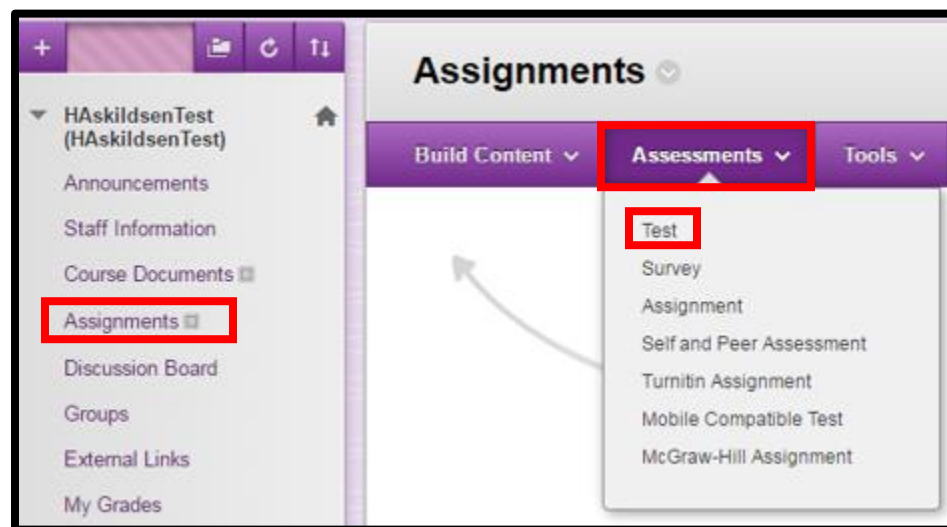 HAskildsenTest
(HAskildsenTest)
Announcements
Staff Information
Course Documents
Assignments
Discussion Board
Groups
External Links
My Grades
Assignments
Build Content
Assessments
Tools
Test
Survey
Assignment
Self and Peer Assessment
Turnitin Assignment
Mobile Compatible Test
McGraw-Hill Assignment